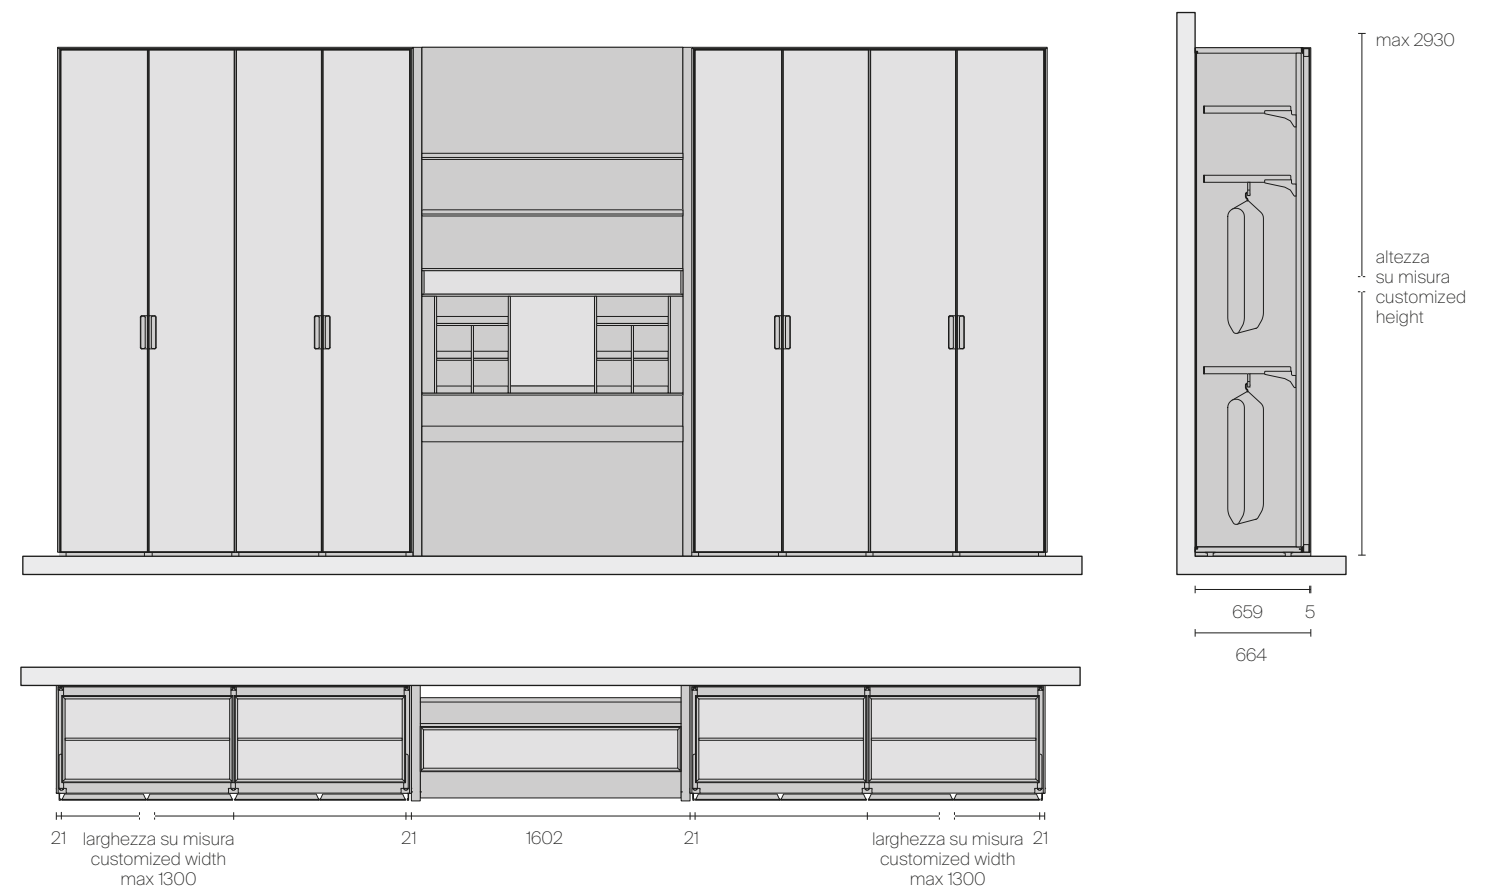 max 2930
altezza
su misura
customized
height
659 5
664
21 larghezza su misura 21 1602 21 larghezza su misura 21
customized width customized width
max 1300 max 1300